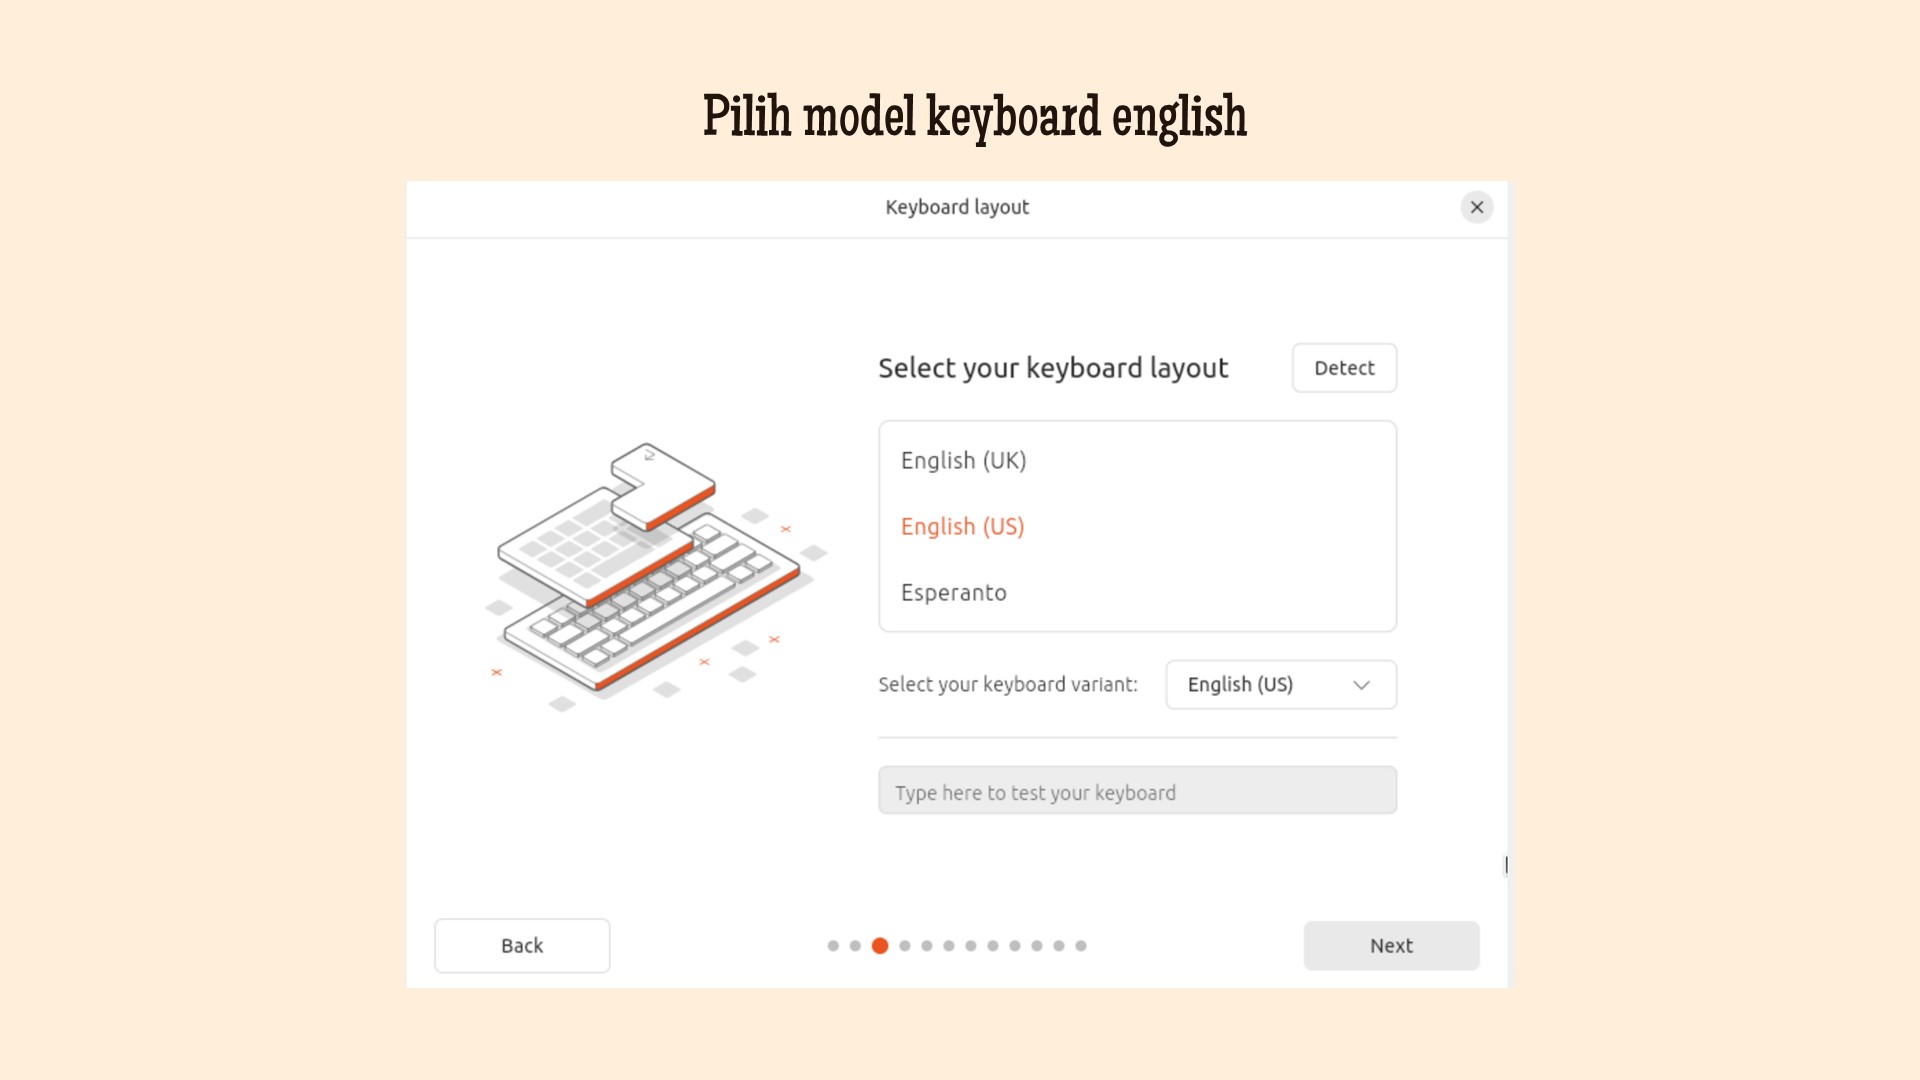 Pilih model keyboard english
Keyboard layout
Select your keyboard layout
Detect
English (UK)
English (US)
Esperanto
Select your keyboard variant:
English (US)
Type here to test your keyboard
Back
Next